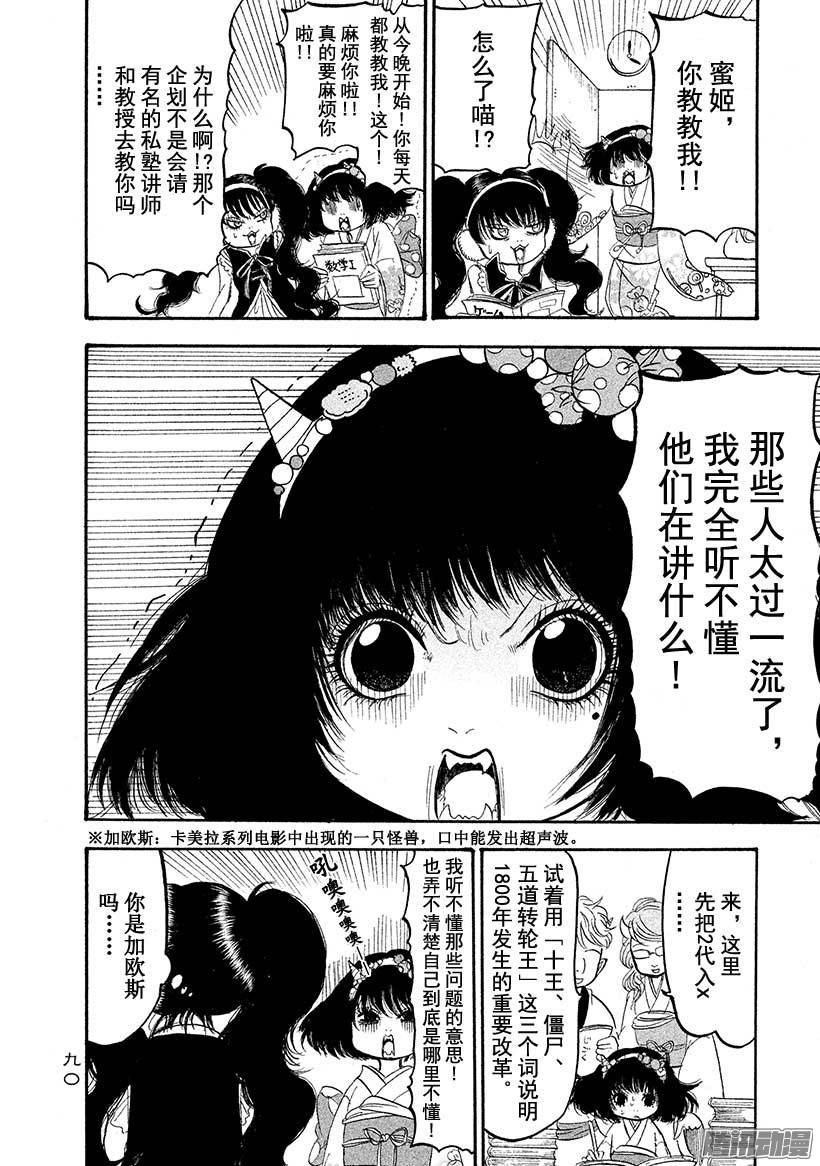 蜜姬,
你教教我!!
怎么了喵!?
从今晚开始!你每天
都教教我!这个!
麻烦你啦!!
真的要麻烦你
啦!!
数学I
ゲーム
为什么啊!?那个
企划不是会请
有名的私塾讲师
和教授去教你吗
……
那些人太过一流了,
我完全听不懂
他们在讲什么!
※加欧斯:卡美拉系列电影中出现的一只怪兽,口中能发出超声波。
来,这里
先把2代入x
……
试着用「十王、僵尸、
五道转轮王」这三个词说明
1800年发生的重要改革。
我听不懂那些问题的意思!
也弄不清楚自己到底是哪里不懂!
吼噢噢噢噢!
你是加欧斯
吗……
九〇
腾讯动漫